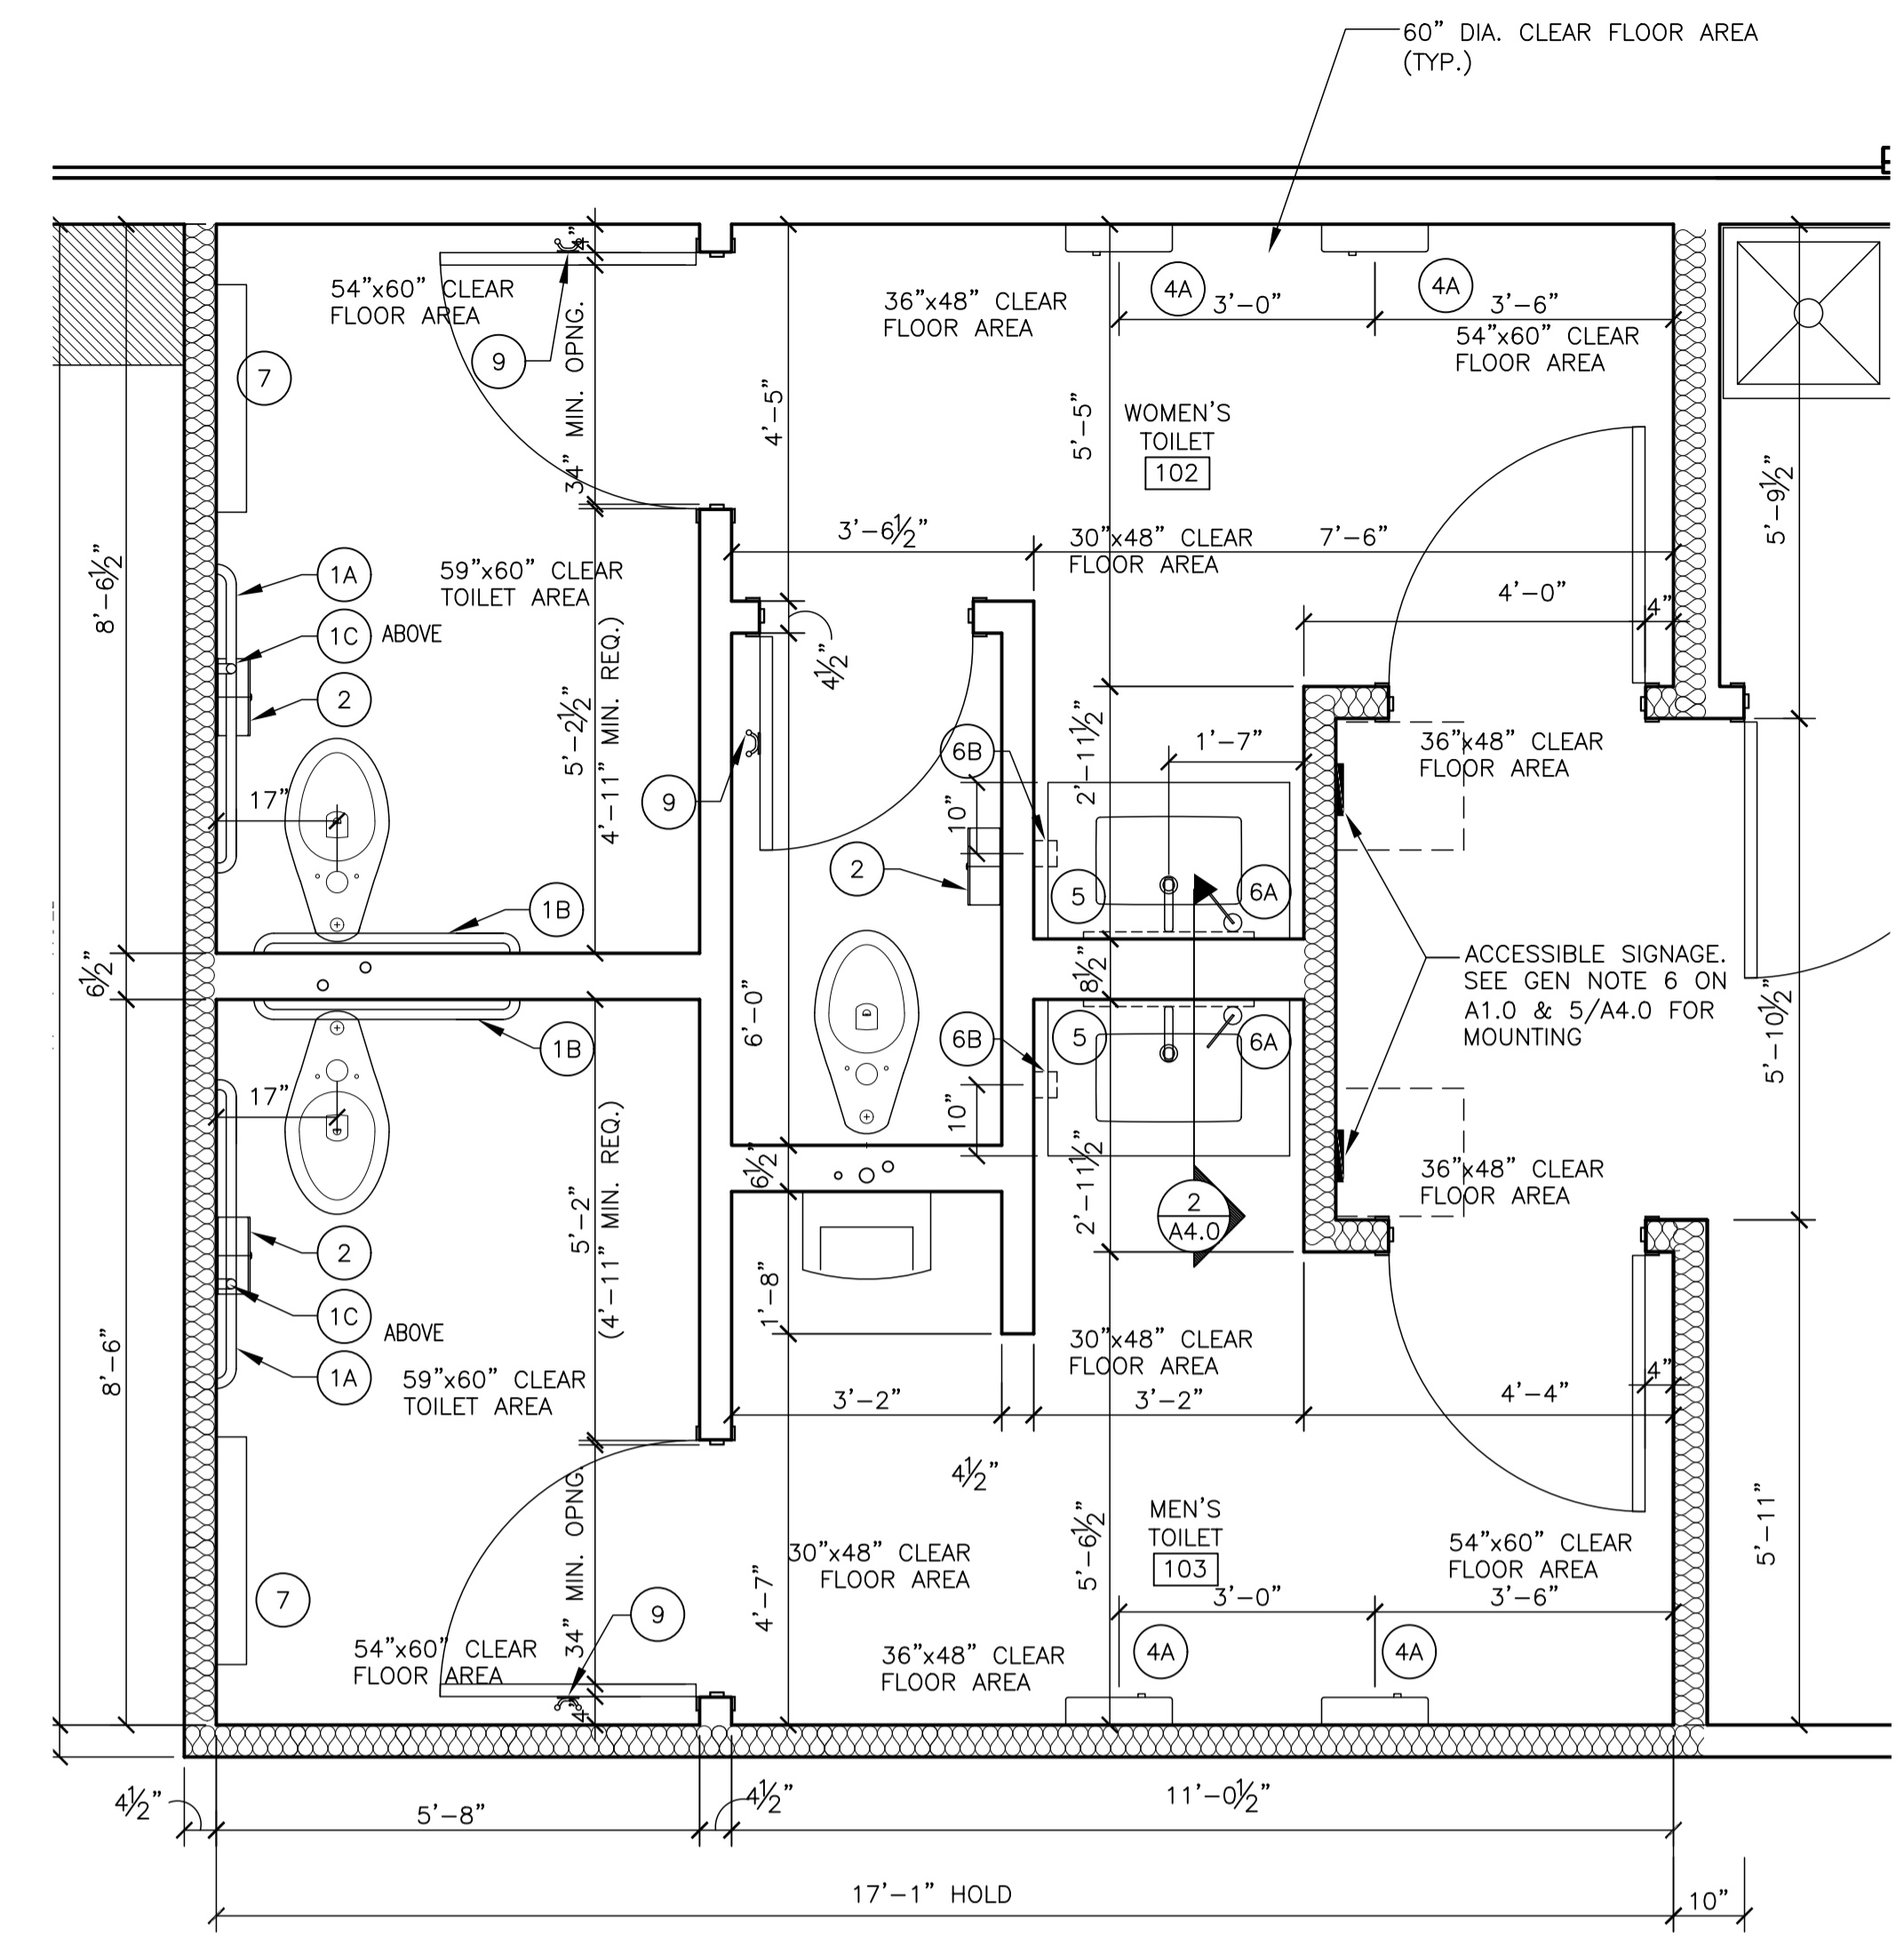 60” DIA. CLEAR FLOOR AREA
(TYP.)
E
4”
54”x60” CLEAR
FLOOR AREA
36”x48” CLEAR
FLOOR AREA
4A
3’-0”
4A
3’-6”
54”x60” CLEAR
FLOOR AREA
9
7
34” MIN. OPNG.
4’-5”
5’-5”
WOMEN’S
TOILET
102
5’-9½”
3’-6½”
30”x48” CLEAR
FLOOR AREA
7’-6”
8’-6½”
1A
59”x60” CLEAR
TOILET AREA
4’-0”
4”
1C ABOVE
2
4½”
5’-2½”
4’-11” MIN. REQ.)
17”
9
6B
10”
2’-11½”
1’-7”
36”x48” CLEAR
FLOOR AREA
2
5
6A
1B
6½”
8½”
ACCESSIBLE SIGNAGE.
SEE GEN NOTE 6 ON
A1.0 & 5/A4.0 FOR
MOUNTING
1B
6’-0”
6B
5
6A
5’-10½”
17”
10”
5’-2”
(4’-11” MIN. REQ.)
6½”
2’-11½”
2
A4.0
36”x48” CLEAR
FLOOR AREA
2
1C
ABOVE
1A
1’-8”
30”x48” CLEAR
FLOOR AREA
8’-6”
59”x60” CLEAR
TOILET AREA
3’-2”
3’-2”
4’-4”
4”
4½”
MEN’S
TOILET
103
5’-6½”
54”x60” CLEAR
FLOOR AREA
5’-11”
34” MIN. OPNG.
30”x48” CLEAR
FLOOR AREA
4’-7”
3’-0”
3’-6”
7
9
54”x60” CLEAR
FLOOR AREA
36”x48” CLEAR
FLOOR AREA
4A
4A
4”
4½”
5’-8”
4½”
11’-0½”
17’-1” HOLD
10”